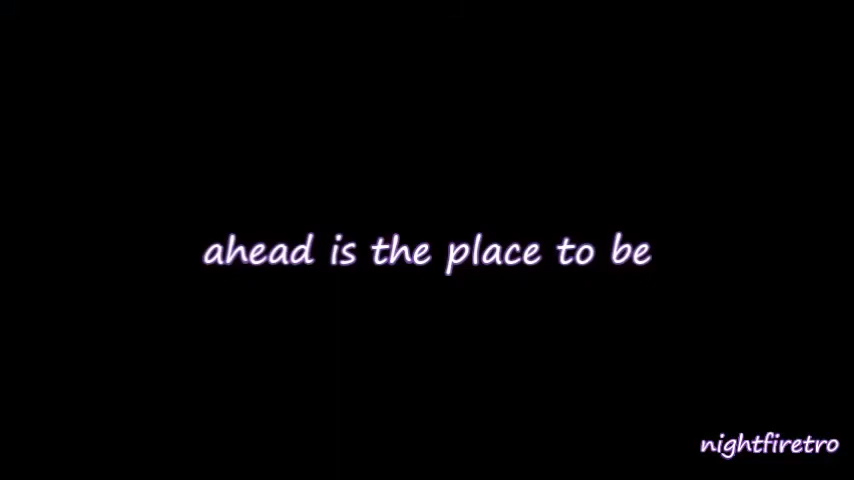 ahead is the place to be
nightfiretro